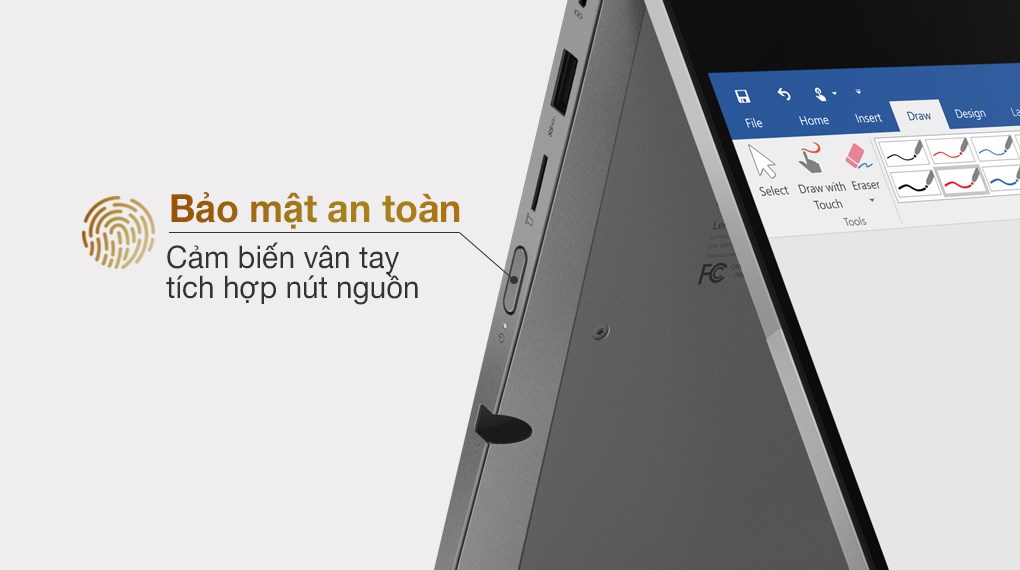 Bảo mật an toàn
Cảm biến vân tay
tích hợp nút nguồn
File Home Insert Draw Design
Select Draw with Touch Eraser
Tools
FC